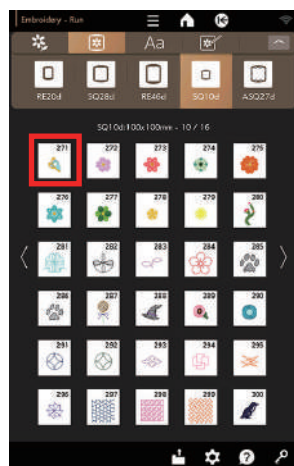 Embroidery - Run
Aa
RE20d SQ28d RE46d SQ10d ASQ27d
SQ10d:100x100mm - 10 / 16
271 272 273 274 275
276 277 278 279 280
281 282 283 284 285
286 287 288 289 290
291 292 293 294 295
296 297 298 299 300
?